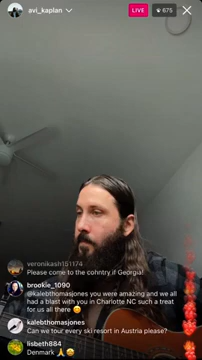 avi_kaplan
LIVE
675
veronikash151174
Please come to the cohntry if Georgia!
brookie_1090
@kalebthomasjones you were amazing and we all
had a blast with you in Charlotte NC such a treat
for us all there 😊
kalebthomasjones
Can we tour every ski resort in Austria please?
lisbeth884
Denmark 🙏😍